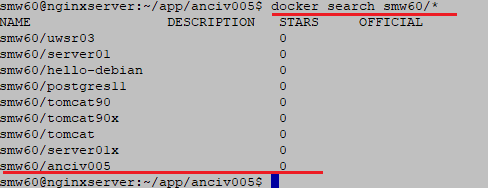 smw60@nginxserver:~/app/anciv005$ docker search smw60/*
NAME DESCRIPTION STARS OFFICIAL
smw60/uwsr03 0
smw60/server01 0
smw60/hello-debian 0
smw60/postgres11 0
smw60/tomcat90 0
smw60/tomcat90x 0
smw60/tomcat 0
smw60/server01x 0
smw60/anciv005 0
smw60@nginxserver:~/app/anciv005$